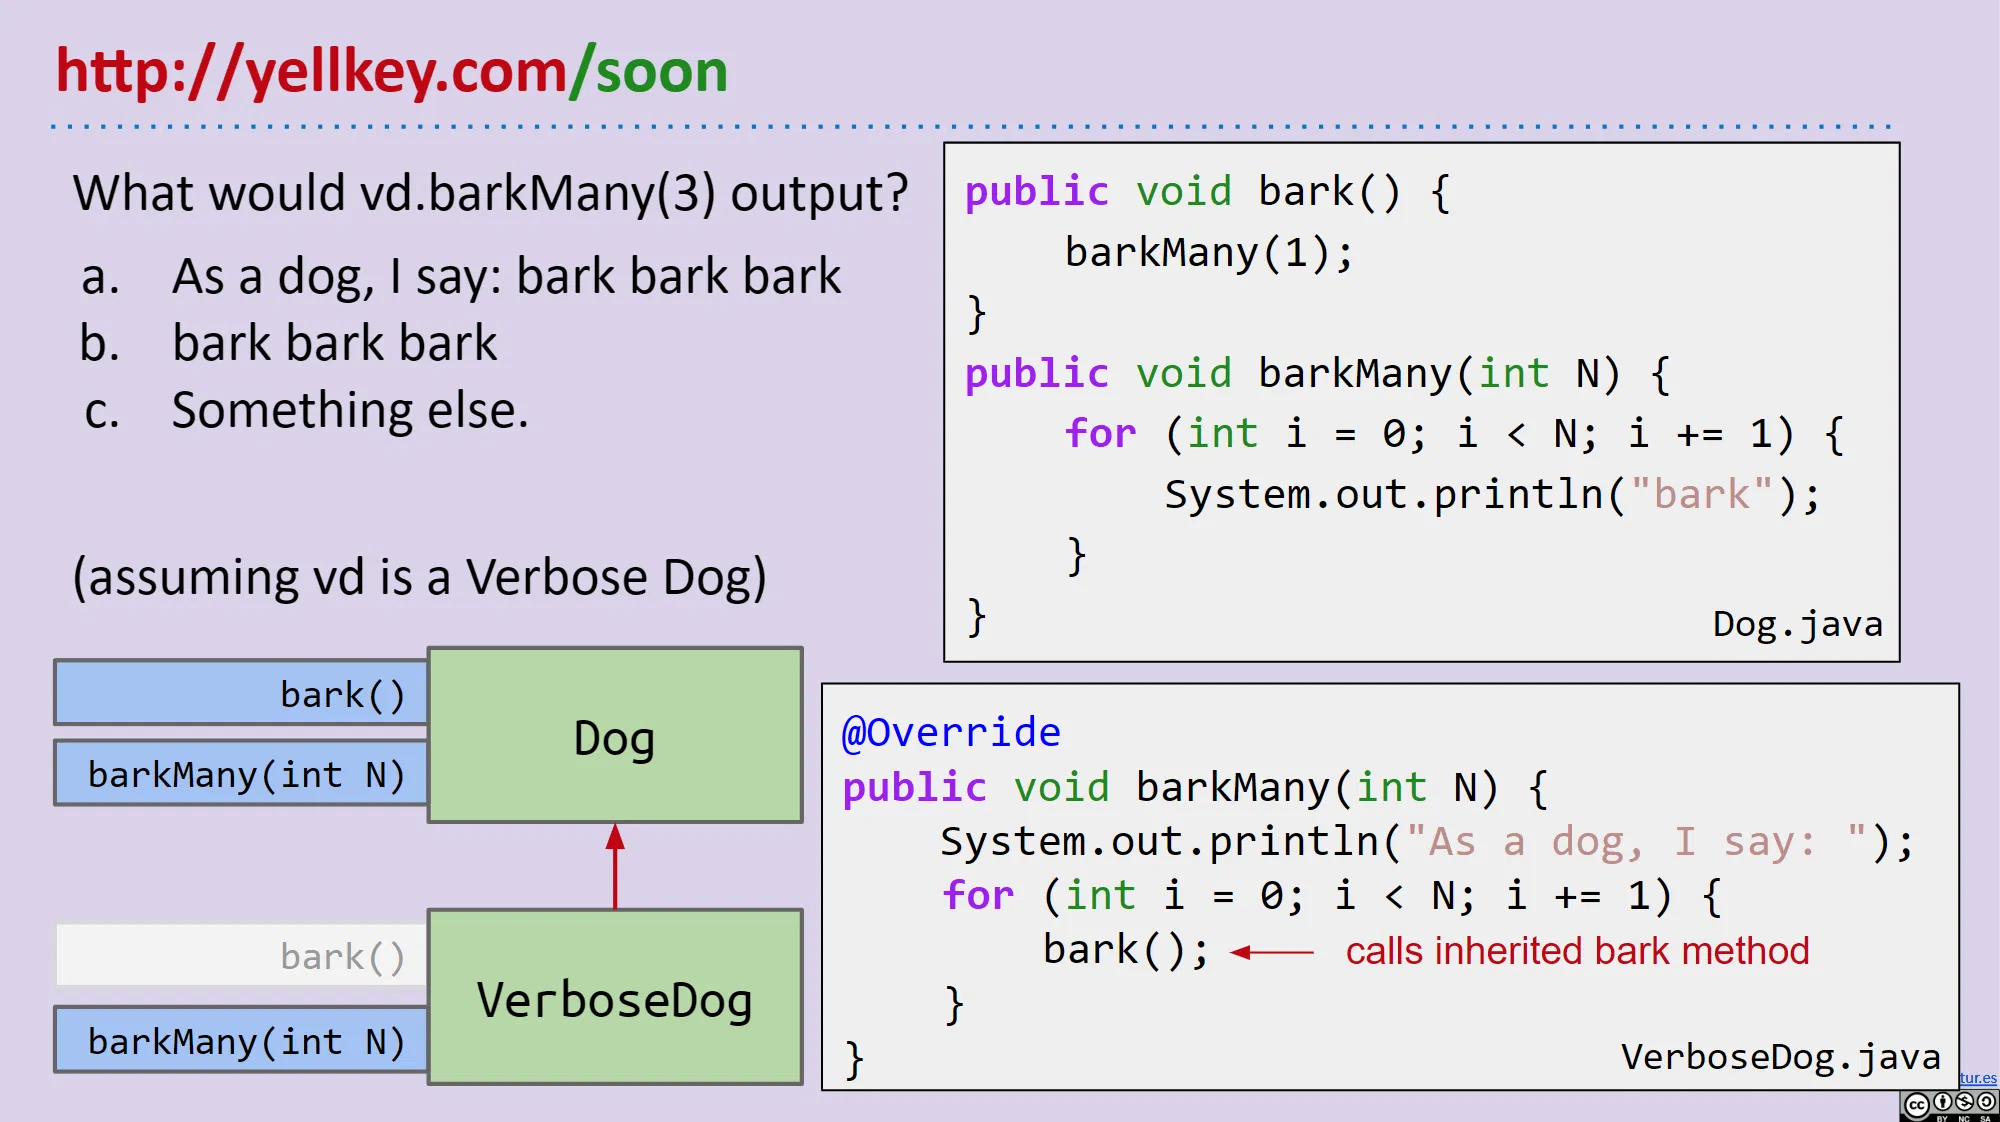 http://yellkey.com/soon
What would vd.barkMany(3) output?
a. As a dog, I say: bark bark bark
b. bark bark bark
c. Something else.
(assuming vd is a Verbose Dog)
public void bark() {
    barkMany(1);
}
public void barkMany(int N) {
    for (int i = 0; i < N; i += 1) {
        System.out.println("bark");
    }
}
Dog.java
bark()
barkMany(int N)
Dog
bark()
barkMany(int N)
VerboseDog
@Override
public void barkMany(int N) {
    System.out.println("As a dog, I say: ");
    for (int i = 0; i < N; i += 1) {
        bark(); calls inherited bark method
    }
}
VerboseDog.java
tur.es
cc
BY NC SA